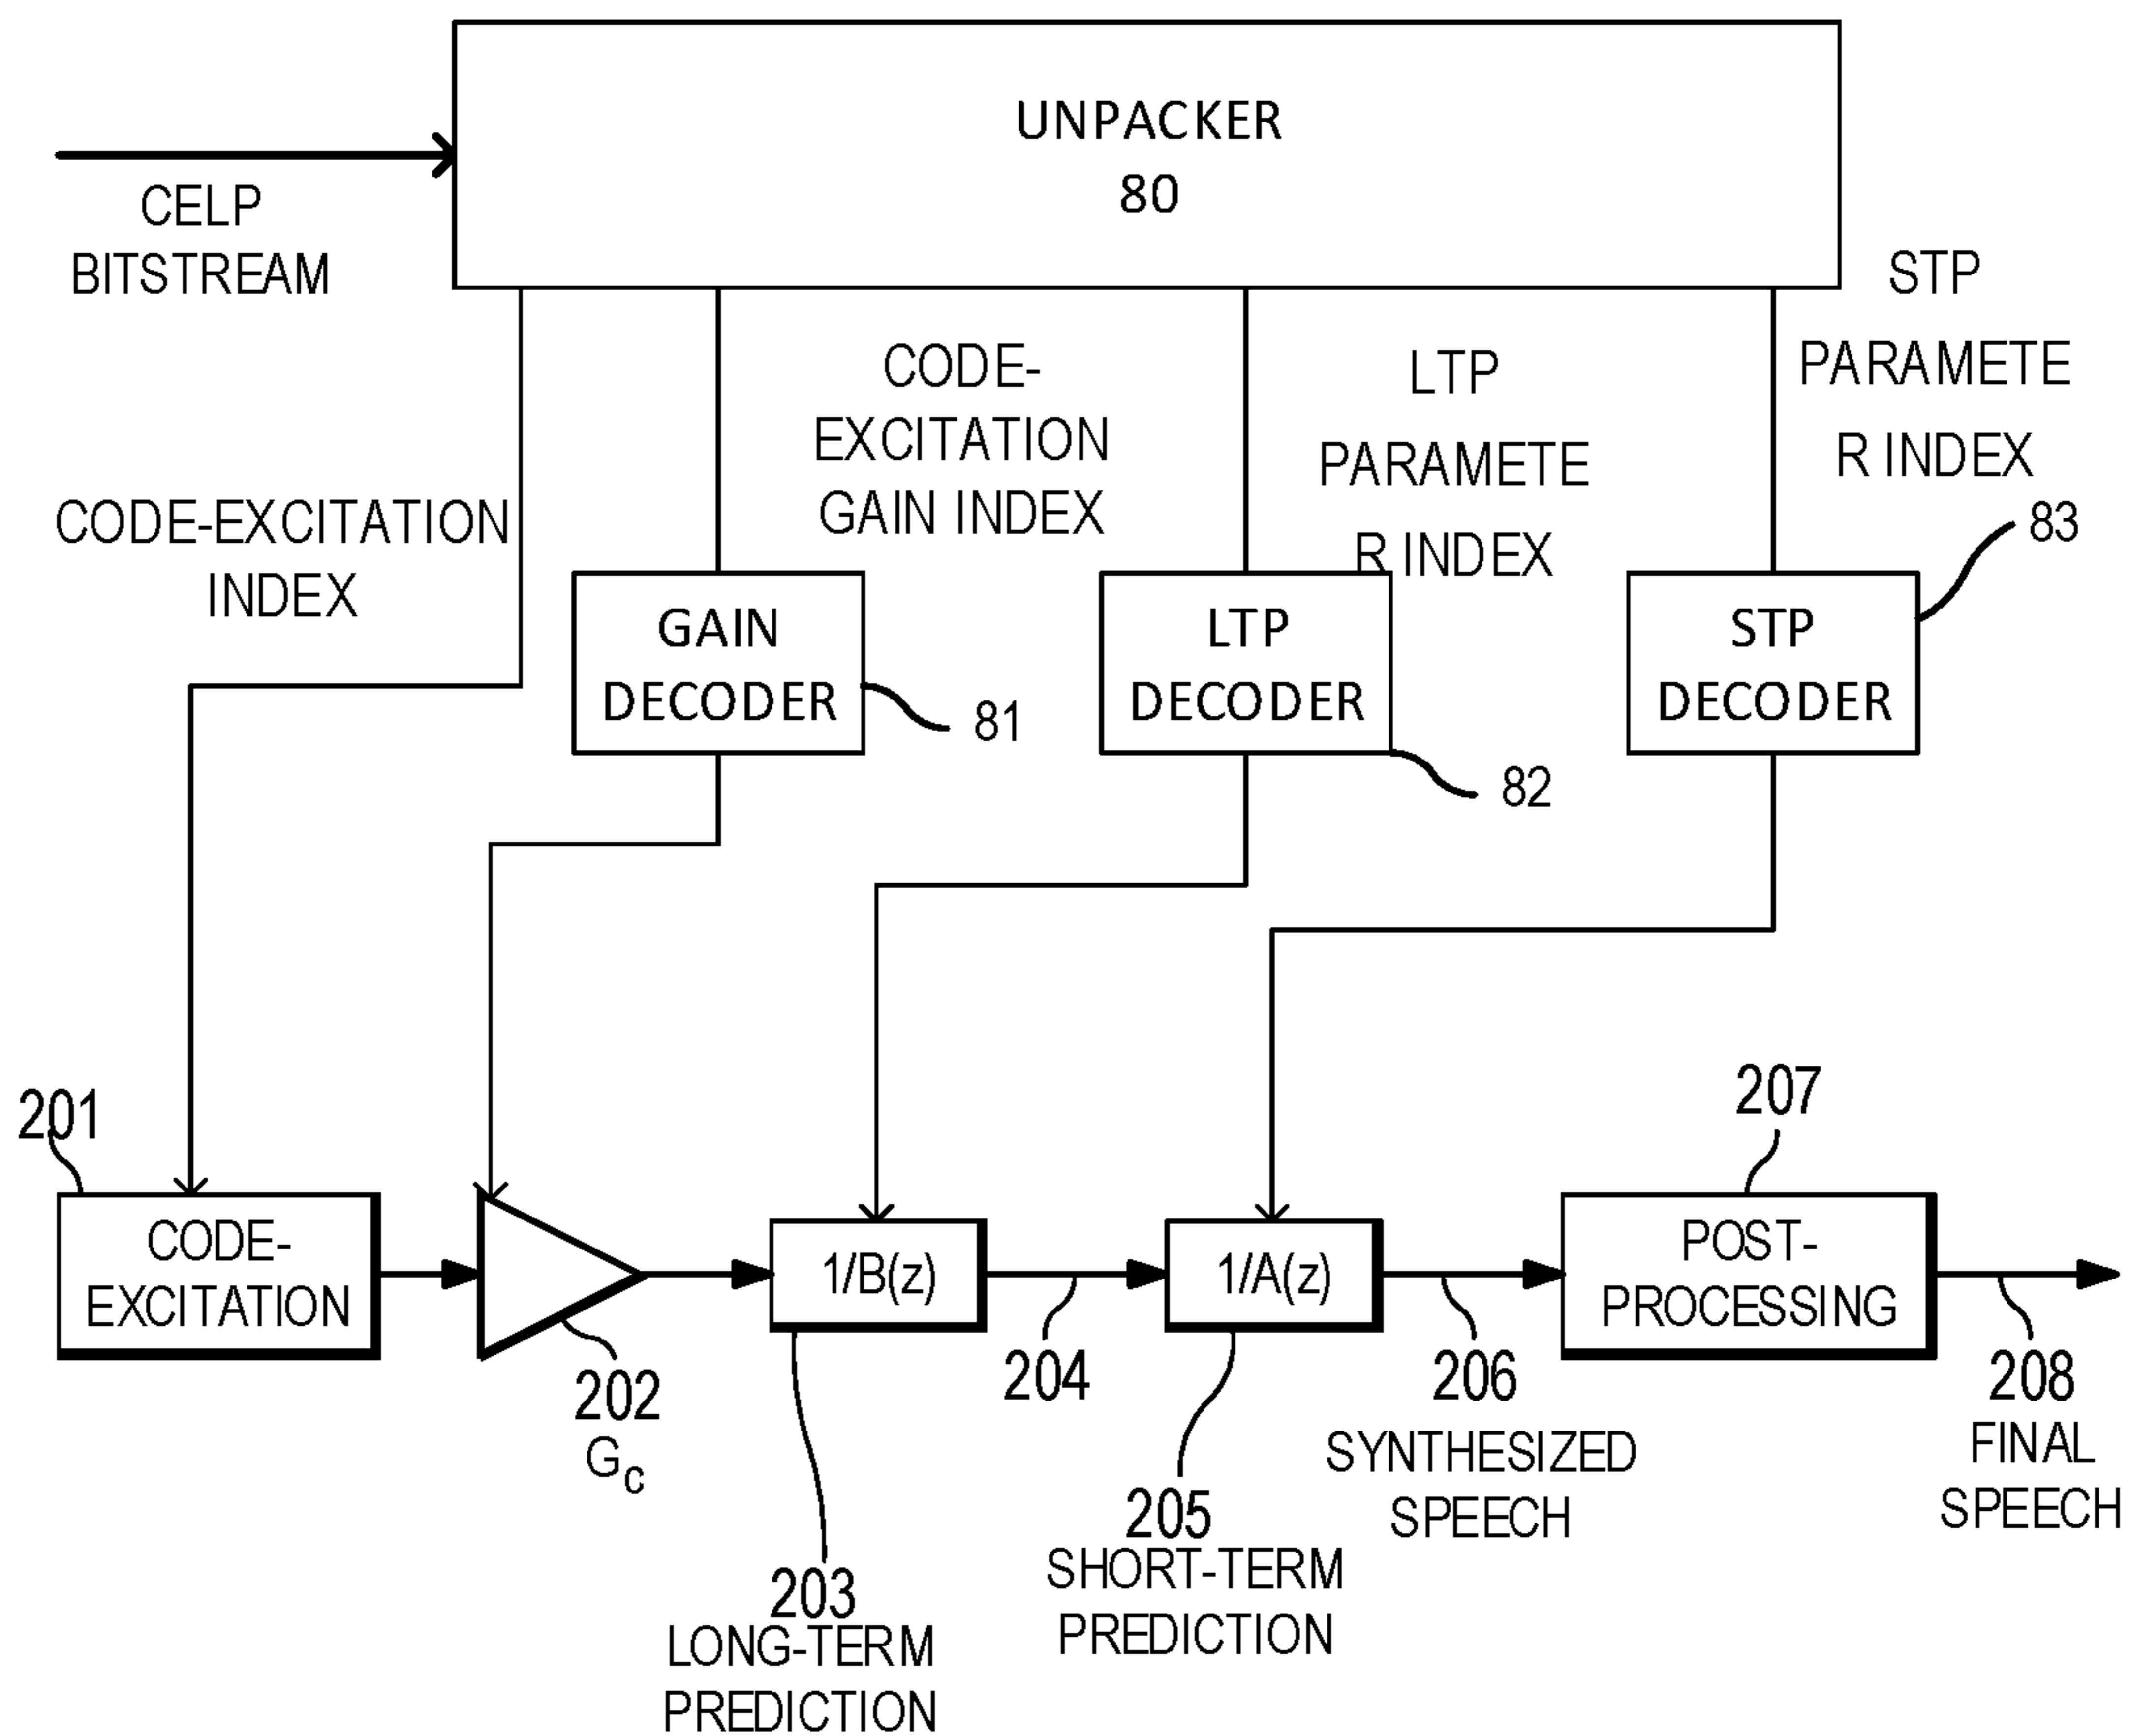 UNPACKER
80
CELP
BITSTREAM
STP
PARAMETE
R INDEX
CODE-
EXCITATION
GAIN INDEX
LTP
PARAMETE
R INDEX
CODE-EXCITATION
INDEX
83
GAIN
DECODER
81
LTP
DECODER
82
STP
DECODER
207
201
CODE-
EXCITATION
1/B(z)
1/A(z)
POST-
PROCESSING
202
Gc
204
206
SYNTHESIZED
SPEECH
208
FINAL
SPEECH
205
SHORT-TERM
PREDICTION
203
LONG-TERM
PREDICTION